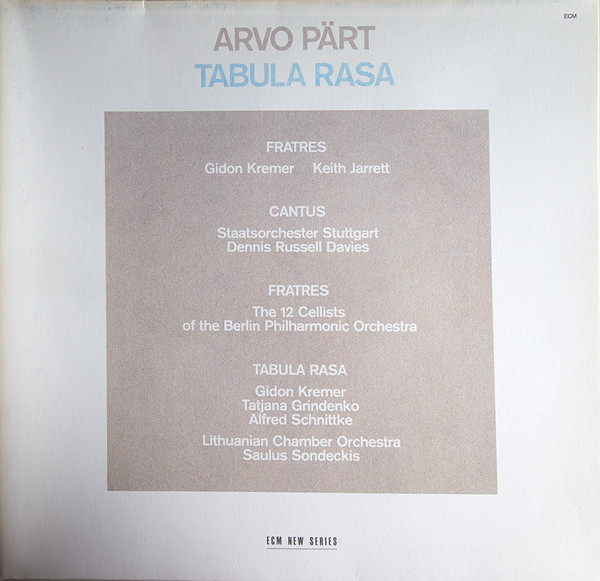 ECM
ARVO PÄRT
TABULA RASA
FRATRES
Gidon Kremer Keith Jarrett
CANTUS
Staatsorchester Stuttgart
Dennis Russell Davies
FRATRES
The 12 Cellists
of the Berlin Philharmonic Orchestra
TABULA RASA
Gidon Kremer
Tatjana Grindenko
Alfred Schnittke
Lithuanian Chamber Orchestra
Saulus Sondeckis
ECM NEW SERIES